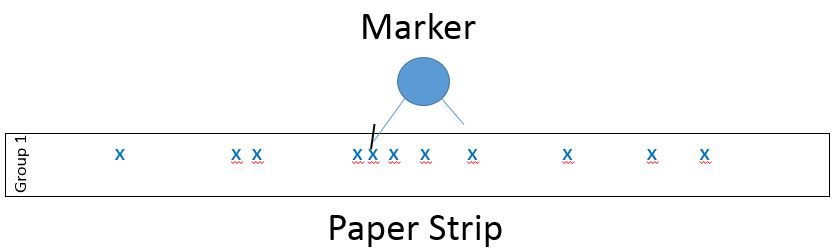 Marker
Group 1
X X X X X X X X X X X
Paper Strip